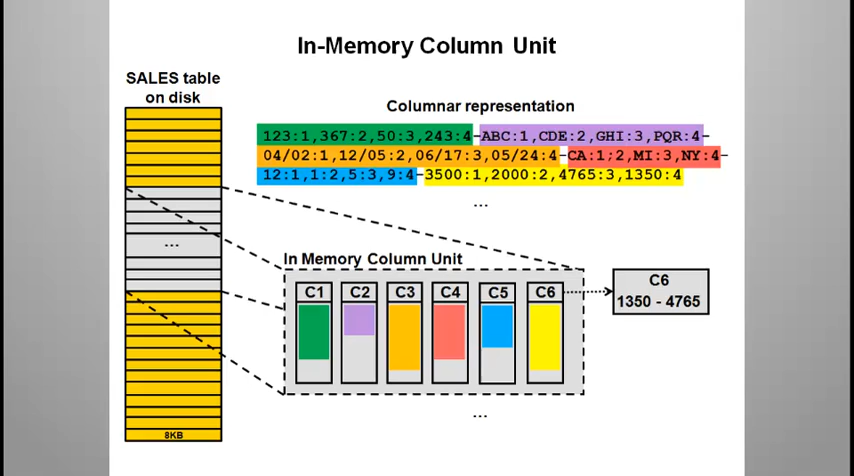 In-Memory Column Unit
SALES table
on disk
Columnar representation
123:1,367:2,50:3,243:4-ABC:1,CDE:2,GHI:3,PQR:4-
04/02:1,12/05:2,06/17:3,05/24:4-CA:1;2,MI:3,NY:4-
12:1,1:2,5:3,9:4-3500:1,2000:2,4765:3,1350:4
...
...
In Memory Column Unit
C1 C2 C3 C4 C5 C6
C6
1350 - 4765
...
8KB